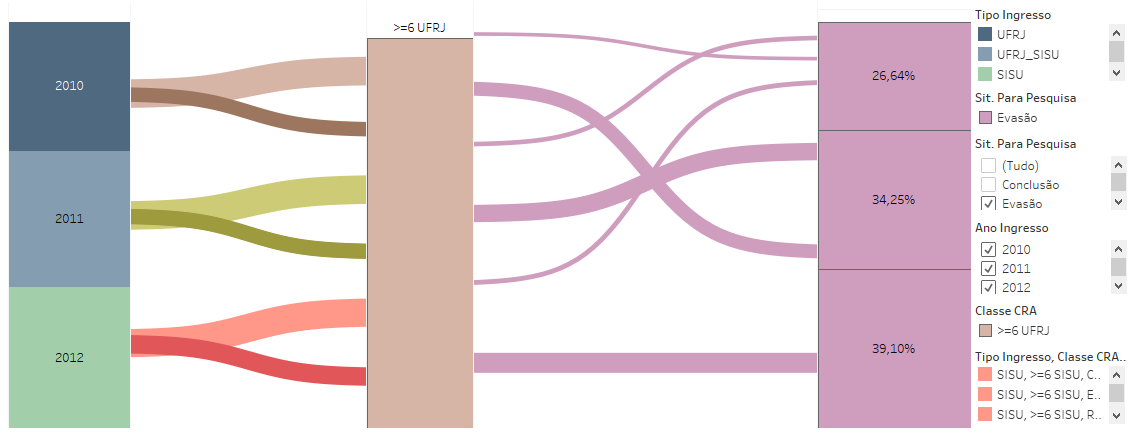 2010
2011
2012
>=6 UFRJ
26,64%
34,25%
39,10%
Tipo Ingresso
UFRJ
UFRJ_SISU
SISU
Sit. Para Pesquisa
Evasão
Sit. Para Pesquisa
(Tudo)
Conclusão
Evasão
Ano Ingresso
2010
2011
2012
Classe CRA
>=6 UFRJ
Tipo Ingresso, Classe CRA..
SISU, >=6 SISU, C..
SISU, >=6 SISU, E..
SISU, >=6 SISU, R..